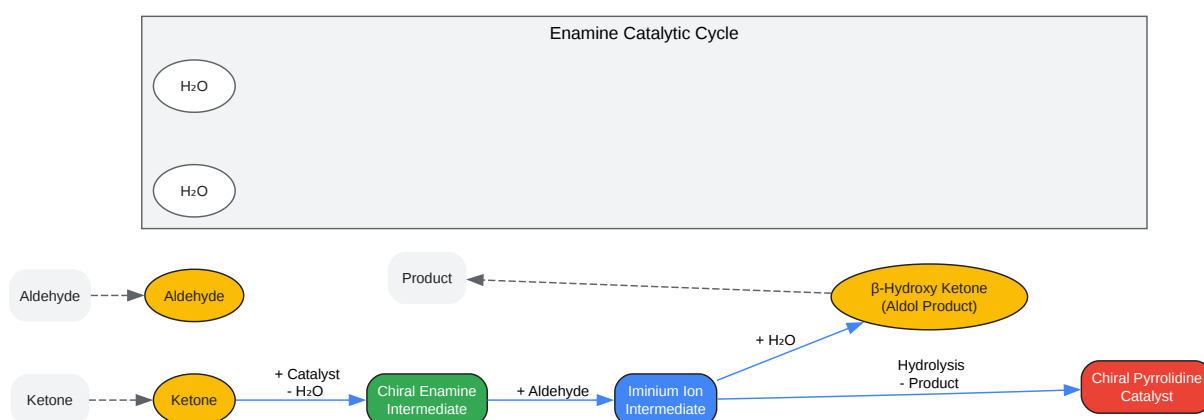 Enamine Catalytic Cycle
H₂O
H₂O
Aldehyde
Aldehyde
Product
β-Hydroxy Ketone
(Aldol Product)
Ketone
Ketone
+ Catalyst
- H₂O
Chiral Enamine
Intermediate
+ Aldehyde
Iminium Ion
Intermediate
+ H₂O
Hydrolysis
- Product
Chiral Pyrrolidine
Catalyst